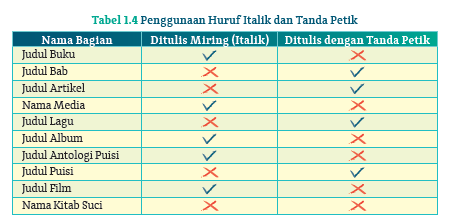 Tabel 1.4 Penggunaan Huruf Italik dan Tanda Petik
Nama Bagian Ditulis Miring (Italik) Ditulis dengan Tanda Petik
Judul Buku ✓ ✗
Judul Bab ✗ ✓
Judul Artikel ✗ ✓
Nama Media ✓ ✗
Judul Lagu ✗ ✓
Judul Album ✓ ✗
Judul Antologi Puisi ✓ ✗
Judul Puisi ✗ ✓
Judul Film ✓ ✗
Nama Kitab Suci ✗ ✗